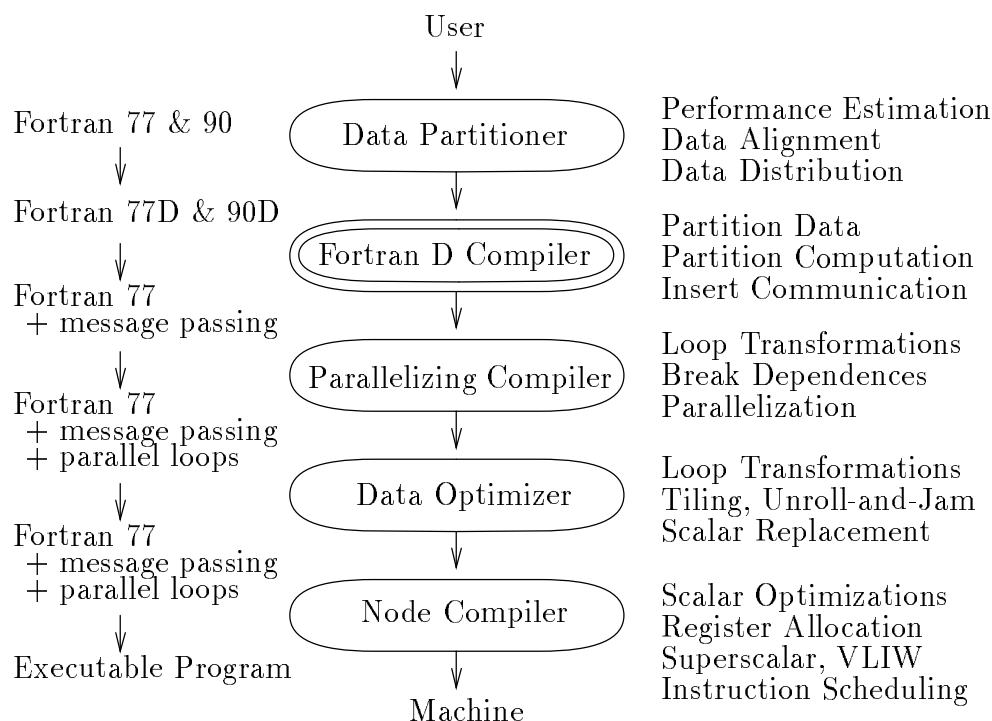 User
Fortran 77 & 90
Fortran 77D & 90D
Fortran 77
+ message passing
Fortran 77
+ message passing
+ parallel loops
Fortran 77
+ message passing
+ parallel loops
Executable Program
Data Partitioner
Fortran D Compiler
Parallelizing Compiler
Data Optimizer
Node Compiler
Machine
Performance Estimation
Data Alignment
Data Distribution
Partition Data
Partition Computation
Insert Communication
Loop Transformations
Break Dependences
Parallelization
Loop Transformations
Tiling, Unroll-and-Jam
Scalar Replacement
Scalar Optimizations
Register Allocation
Superscalar, VLIW
Instruction Scheduling